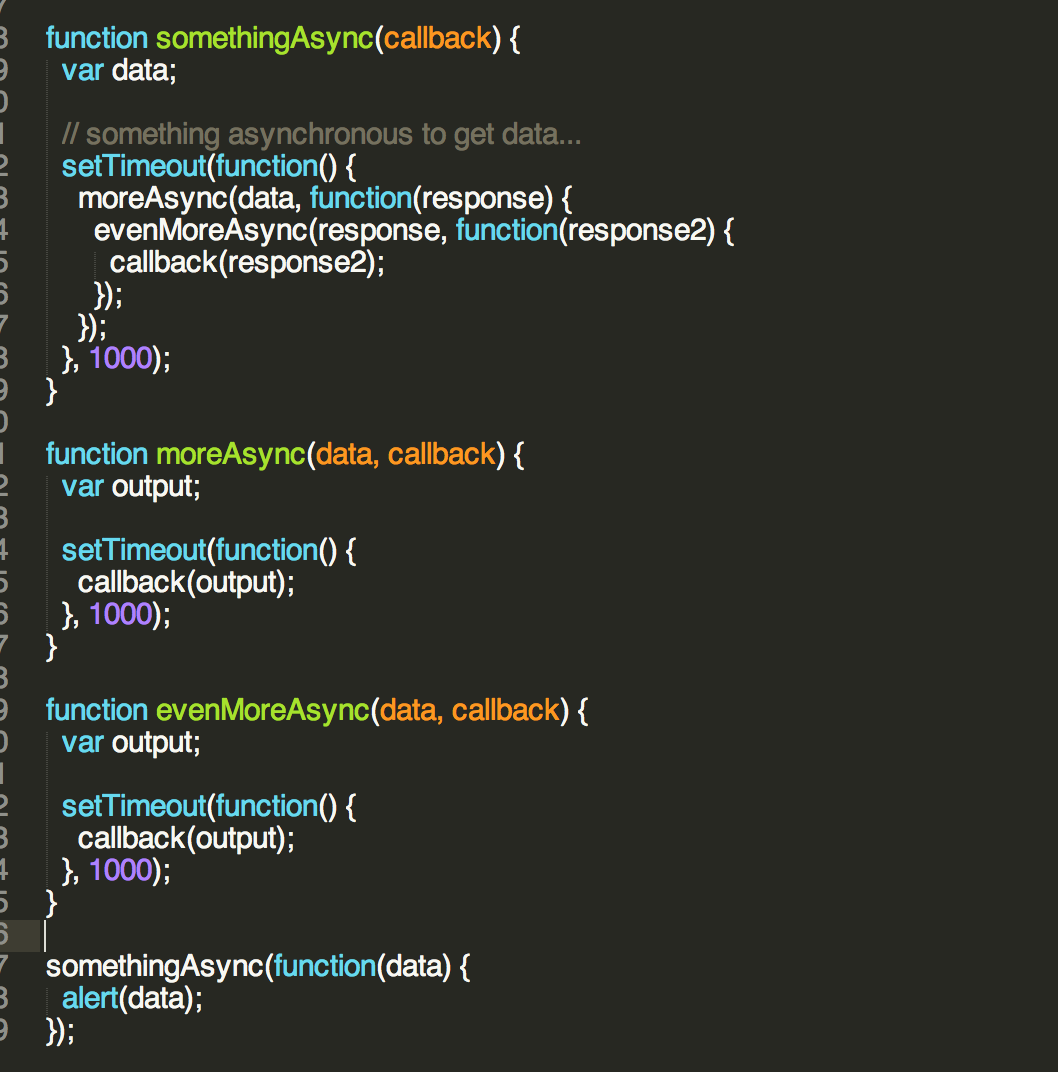 function somethingAsync(callback) {
var data;
// something asynchronous to get data...
setTimeout(function() {
moreAsync(data, function(response) {
evenMoreAsync(response, function(response2) {
callback(response2);
});
});
}, 1000);
}
function moreAsync(data, callback) {
var output;
setTimeout(function() {
callback(output);
}, 1000);
}
function evenMoreAsync(data, callback) {
var output;
setTimeout(function() {
callback(output);
}, 1000);
}
somethingAsync(function(data) {
alert(data);
});